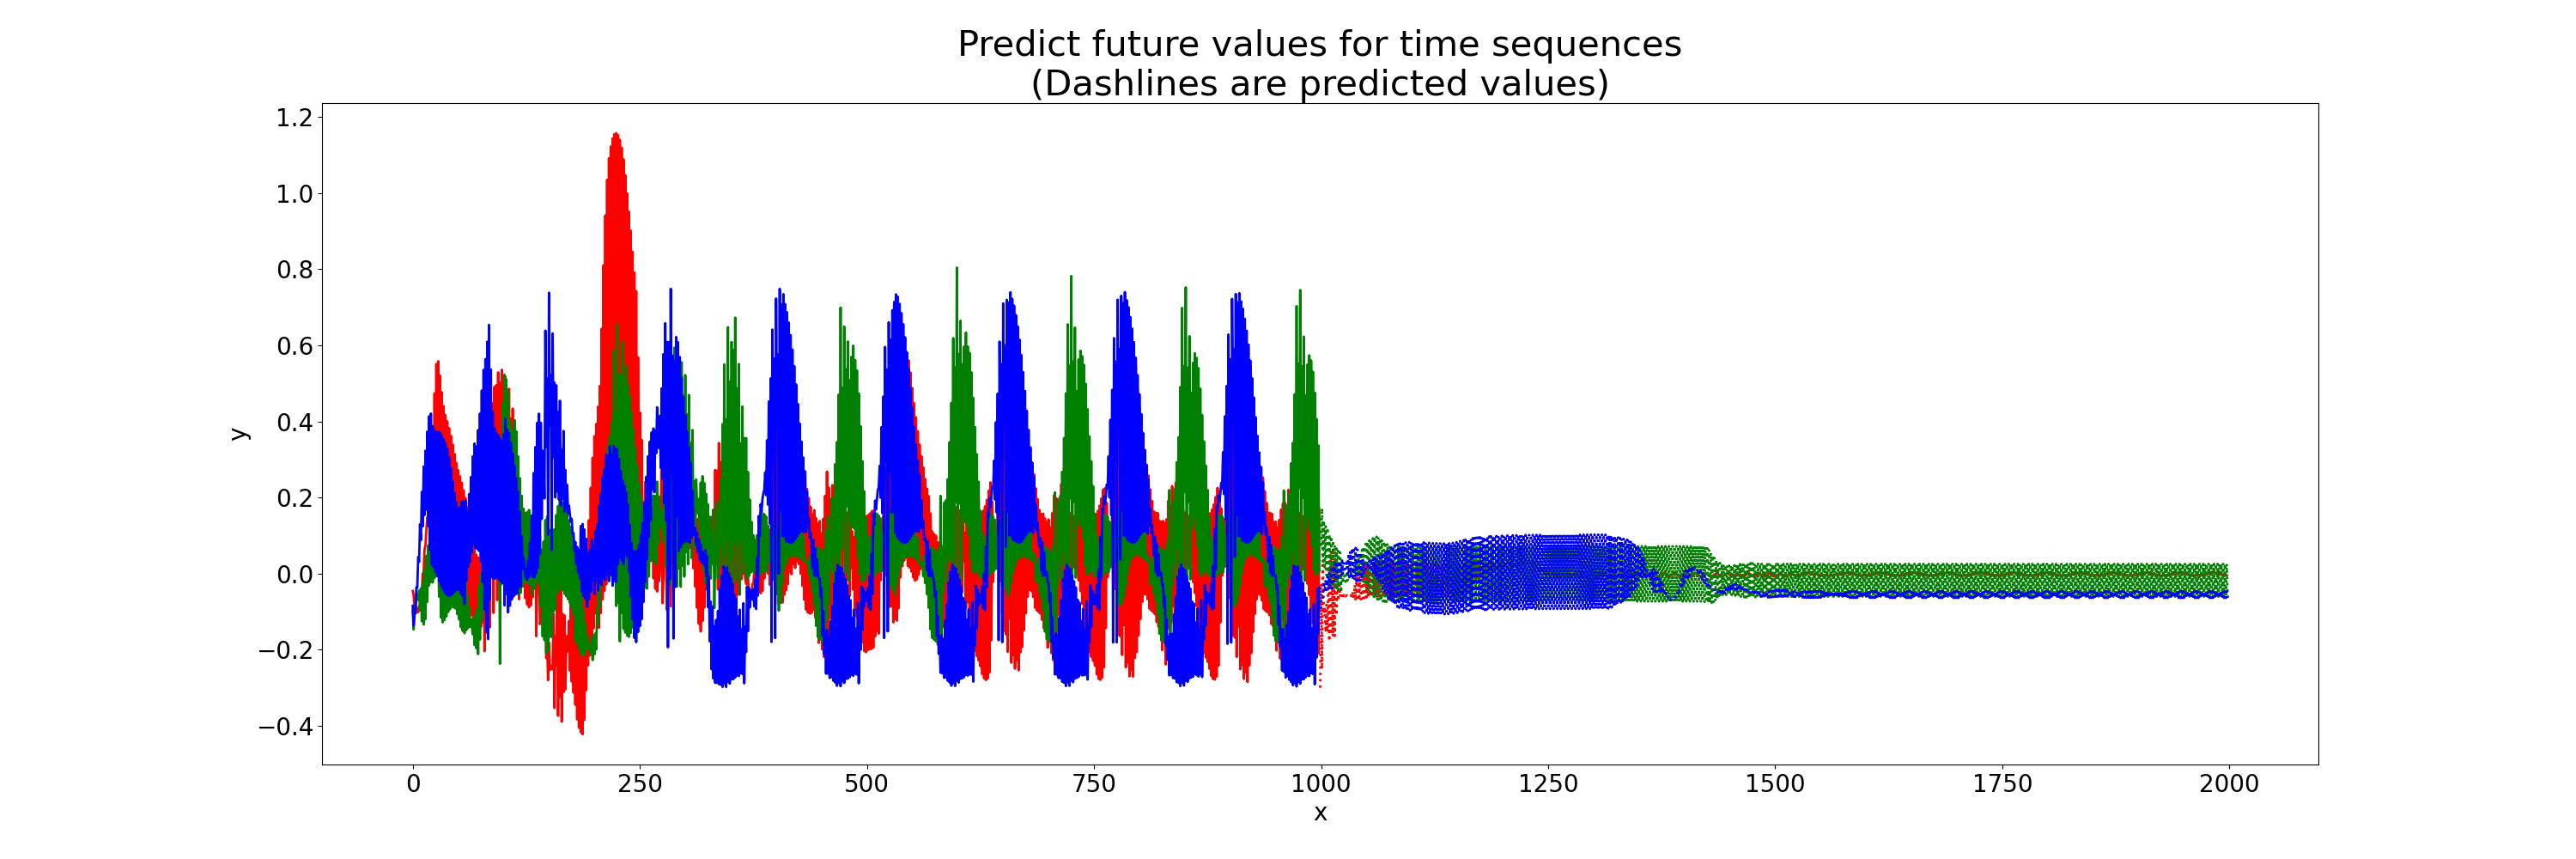 Predict future values for time sequences
(Dashlines are predicted values)
1.2
1.0
0.8
0.6
0.4
0.2
0.0
−0.2
−0.4
y
0 250 500 750 1000 1250 1500 1750 2000
x